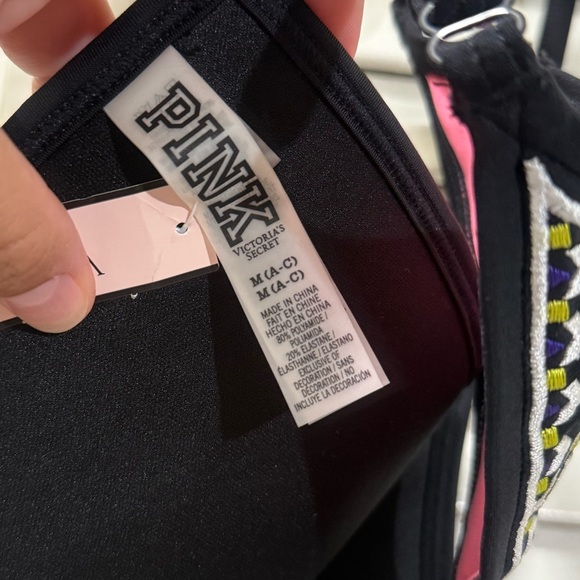 PINK
VICTORIA'S
SECRET
M (A-C)
M (A-C)
MADE IN CHINA
FAIT EN CHINE
HECHO EN CHINA
80% POLYAMIDE /
POLIAMIDA
20% ELASTANE /
ÉLASTHANNE / ELASTANO
EXCLUSIVE OF
DECORATION / SANS
DÉCORATION / NO
INCLUYE LA DECORACIÓN